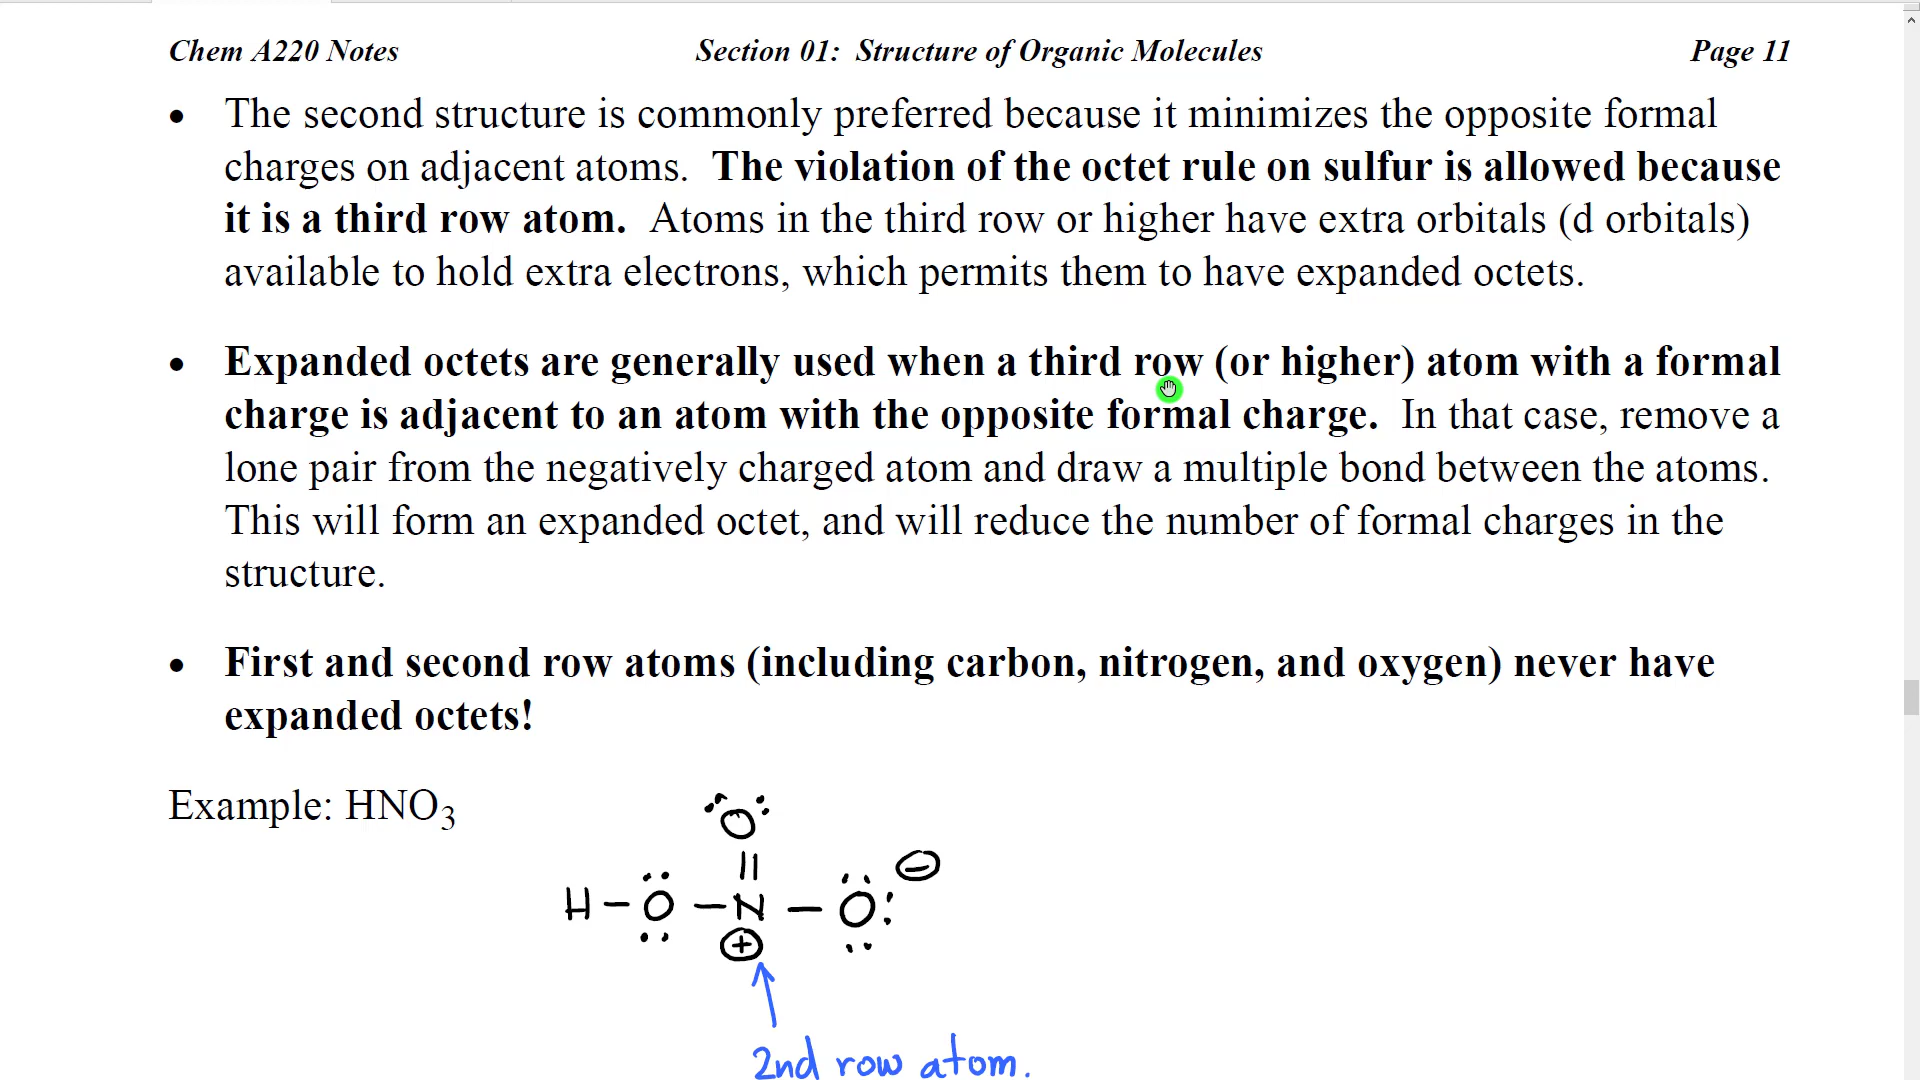 Chem A220 Notes Section 01: Structure of Organic Molecules Page 11
• The second structure is commonly preferred because it minimizes the opposite formal
charges on adjacent atoms. The violation of the octet rule on sulfur is allowed because
it is a third row atom. Atoms in the third row or higher have extra orbitals (d orbitals)
available to hold extra electrons, which permits them to have expanded octets.
• Expanded octets are generally used when a third row (or higher) atom with a formal
charge is adjacent to an atom with the opposite formal charge. In that case, remove a
lone pair from the negatively charged atom and draw a multiple bond between the atoms.
This will form an expanded octet, and will reduce the number of formal charges in the
structure.
• First and second row atoms (including carbon, nitrogen, and oxygen) never have
expanded octets!
Example: HNO₃
O
H – O – N – O
2nd row atom.